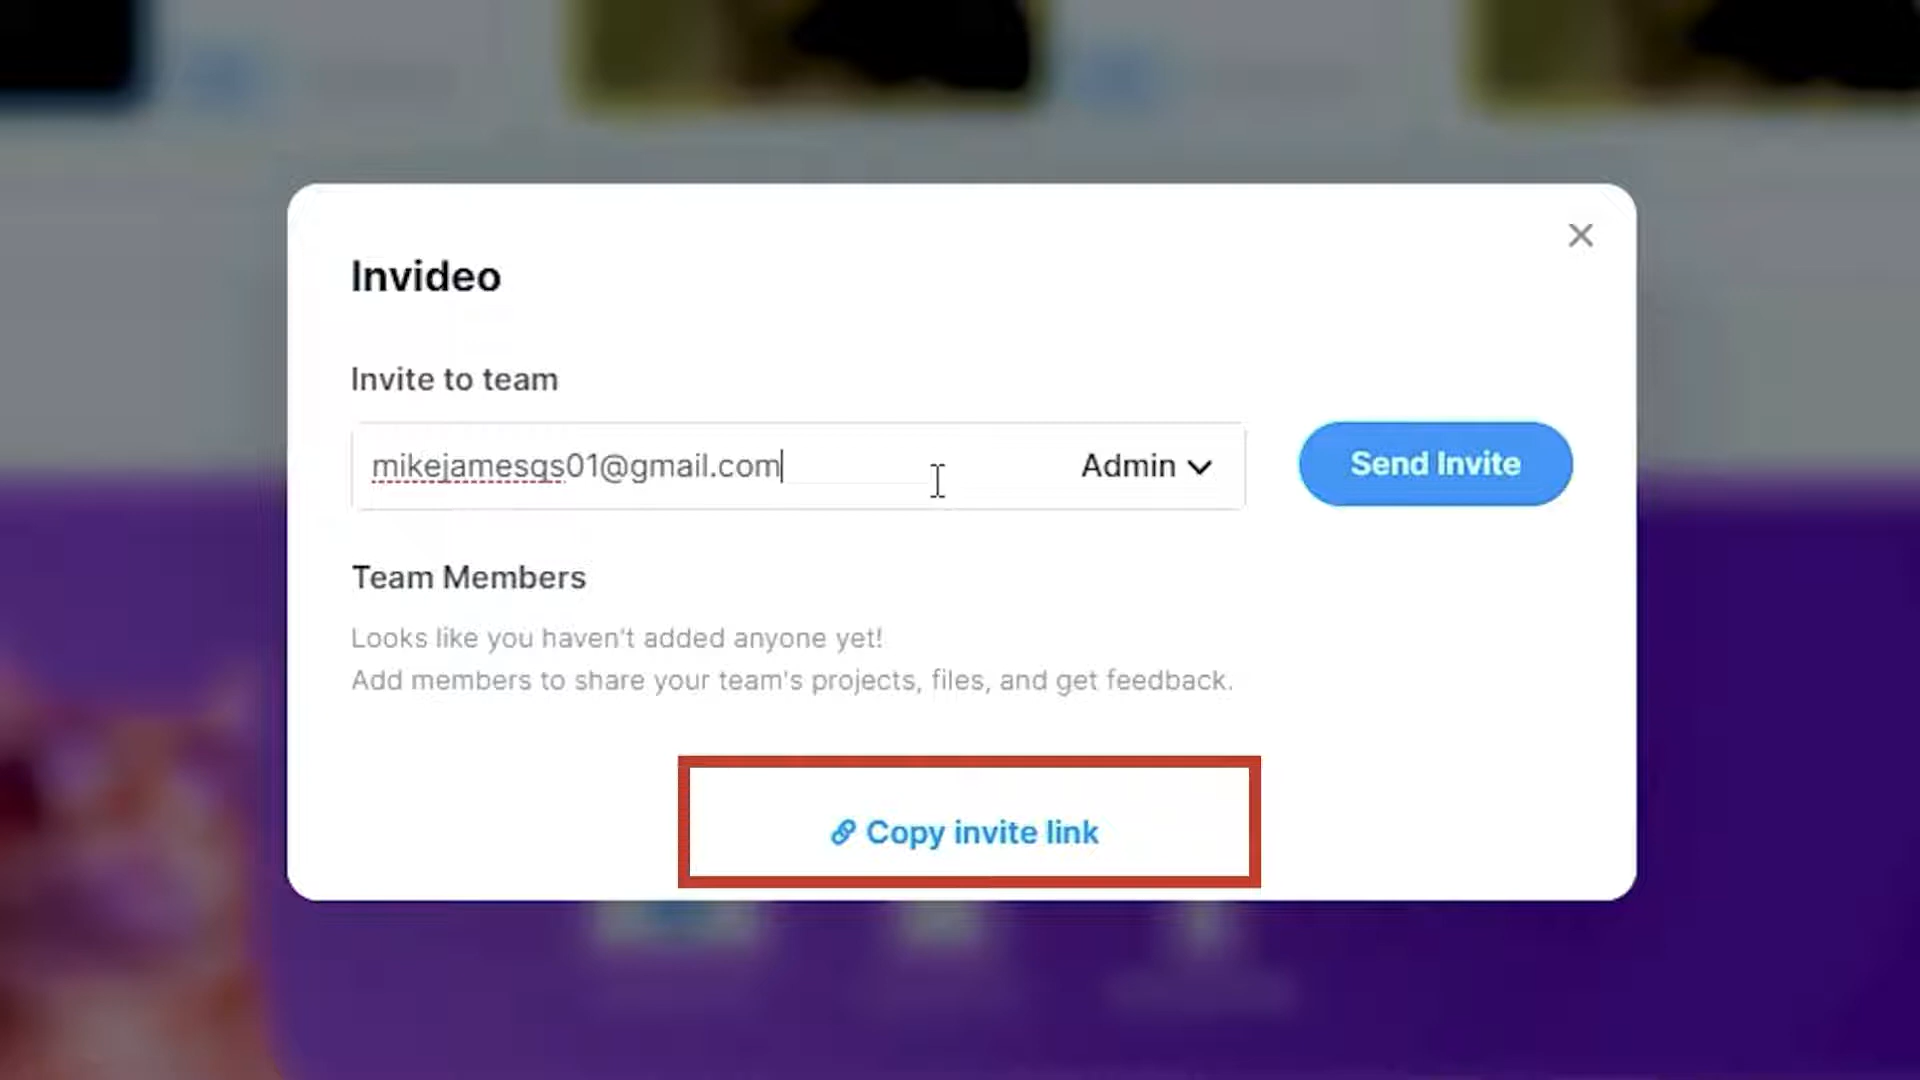 Invideo
Invite to team
mikejamesqs01@gmail.com Admin
Send Invite
Team Members
Looks like you haven't added anyone yet!
Add members to share your team's projects, files, and get feedback.
Copy invite link